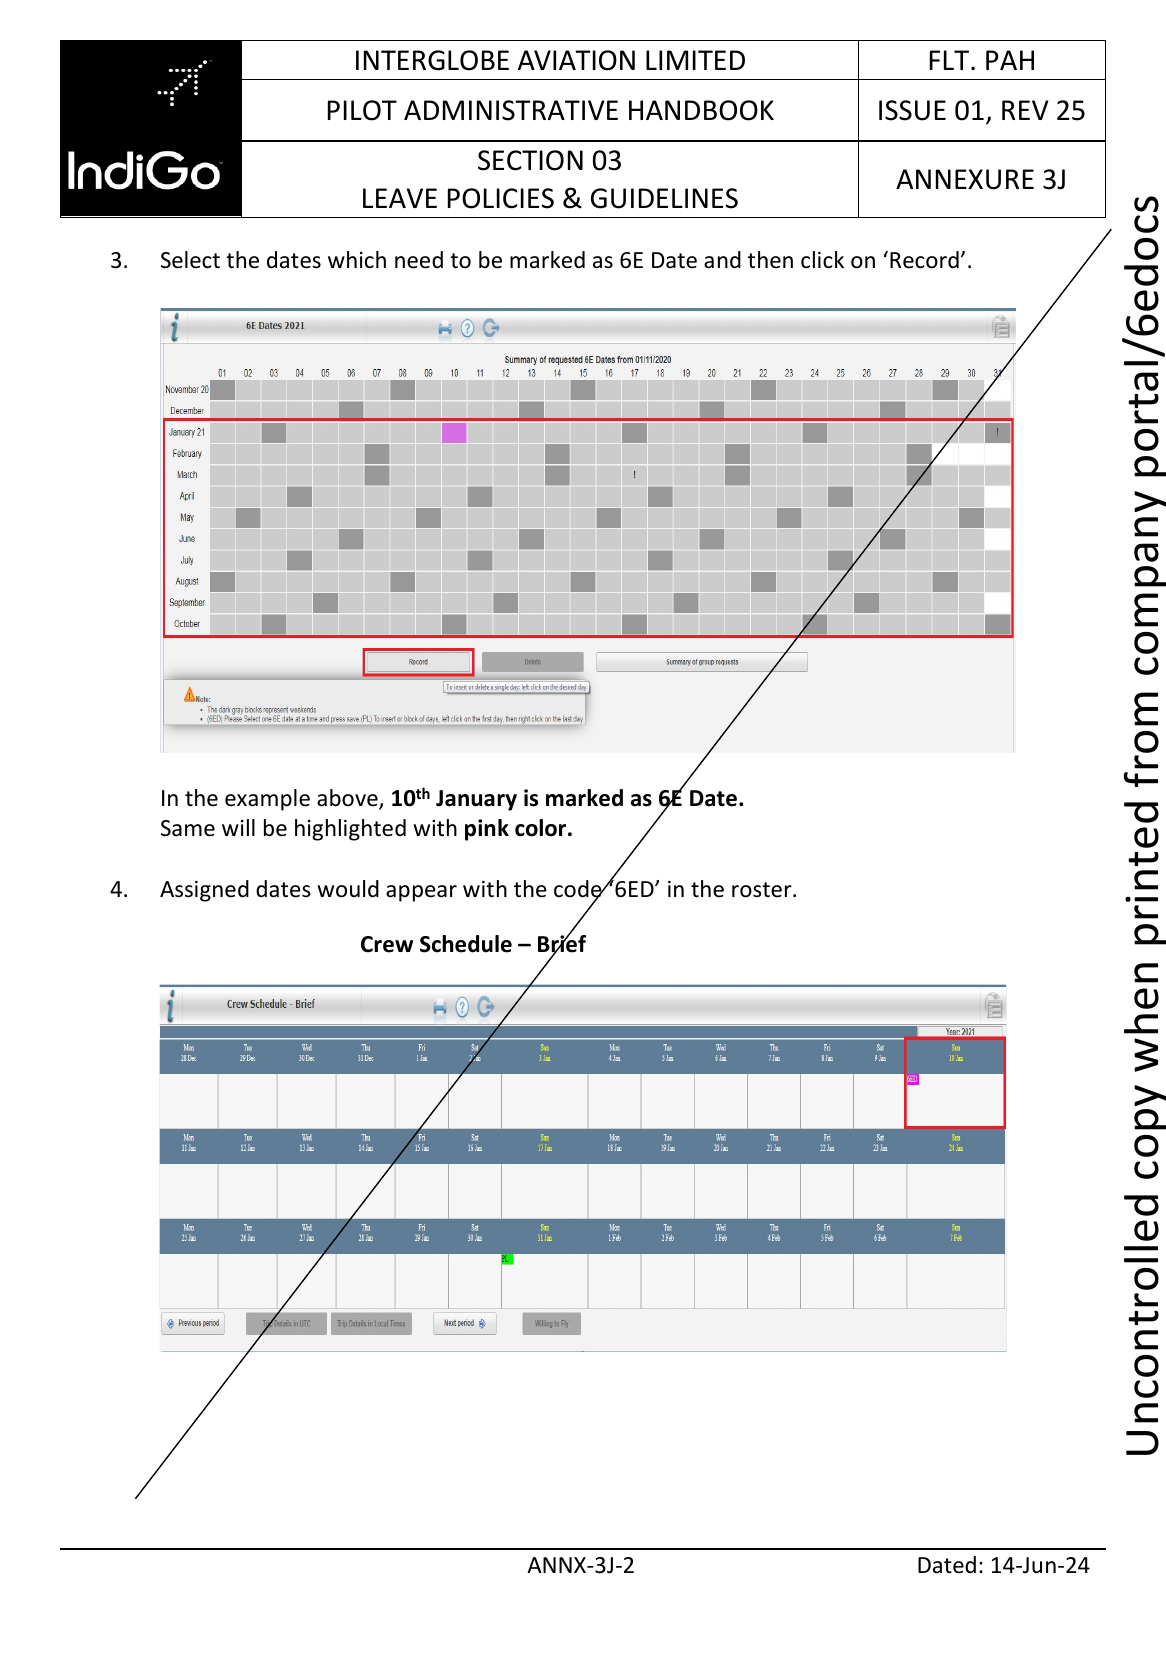 INTERGLOBE AVIATION LIMITED
FLT. PAH
PILOT ADMINISTRATIVE HANDBOOK
ISSUE 01, REV 25
IndiGo
SECTION 03
LEAVE POLICIES & GUIDELINES
ANNEXURE 3J
3. Select the dates which need to be marked as 6E Date and then click on ‘Record’.
6E Dates 2021
Summary of requested 6E Dates from 01/11/2020
01 02 03 04 05 06 07 08 09 10 11 12 13 14 15 16 17 18 19 20 21 22 23 24 25 26 27 28 29 30 31
November 20
December
January 21 !
February
March !
April
May
June
July
August
September
October
Record Delete Summary of group requests
To insert or delete a single day: left click on the desired day
Note:
• The dark gray blocks represent weekends
• (6ED) Please Select one 6E date at a time and press save.(PL) To insert or block of days, left click on the first day, then right click on the last day.
In the example above, 10th January is marked as 6E Date.
Same will be highlighted with pink color.
4. Assigned dates would appear with the code ‘6ED’ in the roster.
Crew Schedule – Brief
Crew Schedule - Brief
Year: 2021
Mon Tue Wed Thu Fri Sat Sun Mon Tue Wed Thu Fri Sat Sun
28 Dec 29 Dec 30 Dec 31 Dec 1 Jan 2 Jan 3 Jan 4 Jan 5 Jan 6 Jan 7 Jan 8 Jan 9 Jan 10 Jan
6ED
Mon Tue Wed Thu Fri Sat Sun Mon Tue Wed Thu Fri Sat Sun
11 Jan 12 Jan 13 Jan 14 Jan 15 Jan 16 Jan 17 Jan 18 Jan 19 Jan 20 Jan 21 Jan 22 Jan 23 Jan 24 Jan
Mon Tue Wed Thu Fri Sat Sun Mon Tue Wed Thu Fri Sat Sun
25 Jan 26 Jan 27 Jan 28 Jan 29 Jan 30 Jan 31 Jan 1 Feb 2 Feb 3 Feb 4 Feb 5 Feb 6 Feb 7 Feb
PL
Previous period Trip Details in UTC Trip Details in Local Times Next period Willing to Fly
ANNX-3J-2
Dated: 14-Jun-24
Uncontrolled copy when printed from company portal/6edocs